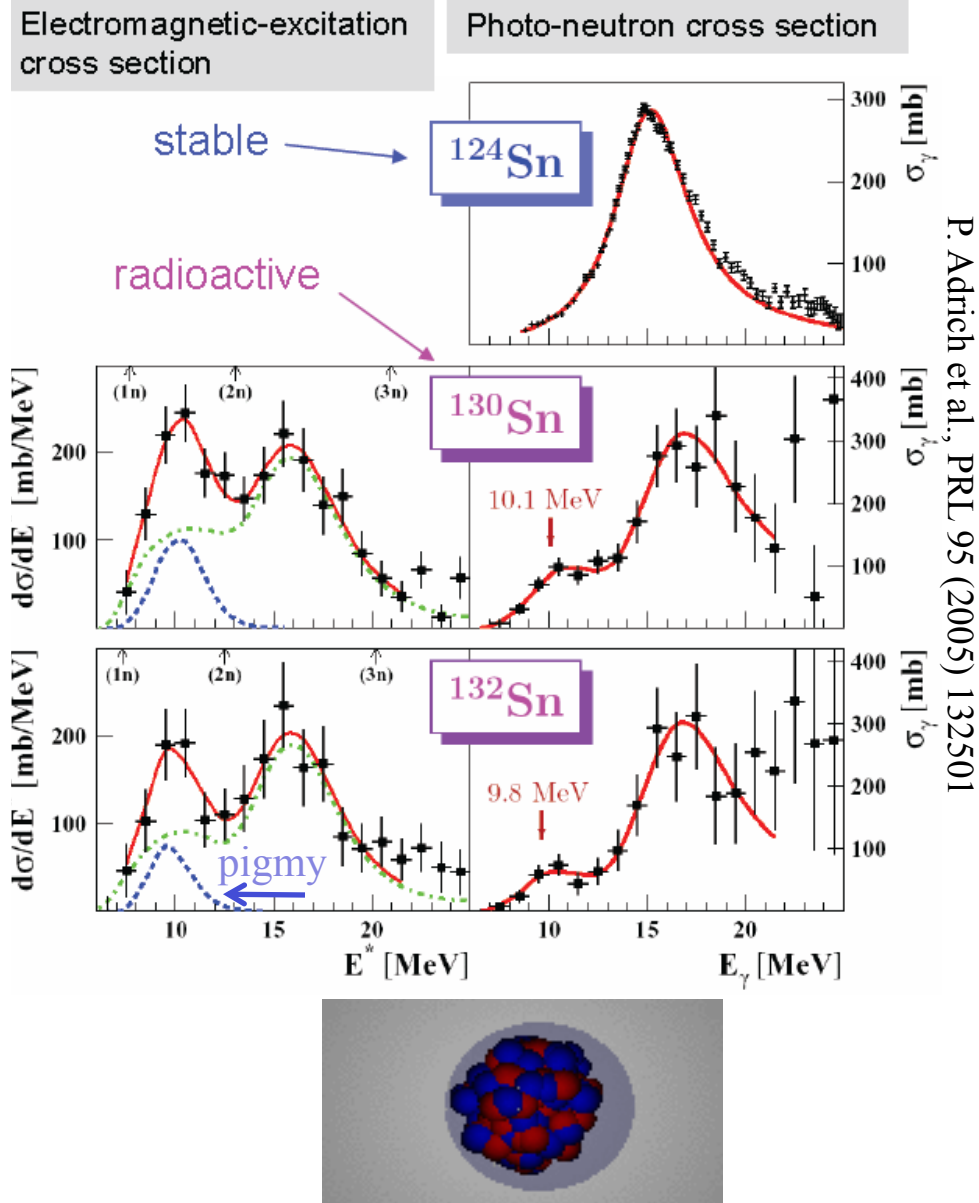 Electromagnetic-excitation
cross section
Photo-neutron cross section
stable
radioactive
¹²⁴Sn
300
200
100
σγ [mb]
(1n)
(2n)
(3n)
¹³⁰Sn
200
100
dσ/dE [mb/MeV]
10.1 MeV
400
300
200
100
σγ [mb]
(1n)
(2n)
(3n)
¹³²Sn
200
100
dσ/dE [mb/MeV]
pigmy
9.8 MeV
400
300
200
100
σγ [mb]
10
15
20
E* [MeV]
10
15
20
Eγ [MeV]
P. Adrich et al., PRL 95 (2005) 132501